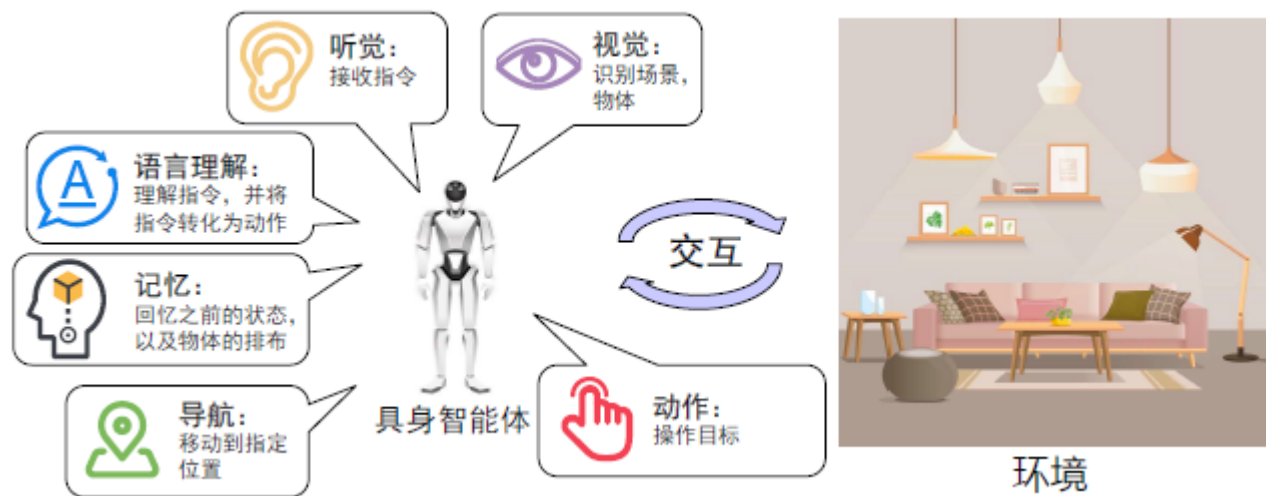 听觉：
接收指令
视觉：
识别场景，
物体
语言理解：
理解指令，并将
指令转化为动作
A
记忆：
回忆之前的状态，
以及物体的排布
导航：
移动到指定
位置
具身智能体
交互
动作：
操作目标
环境